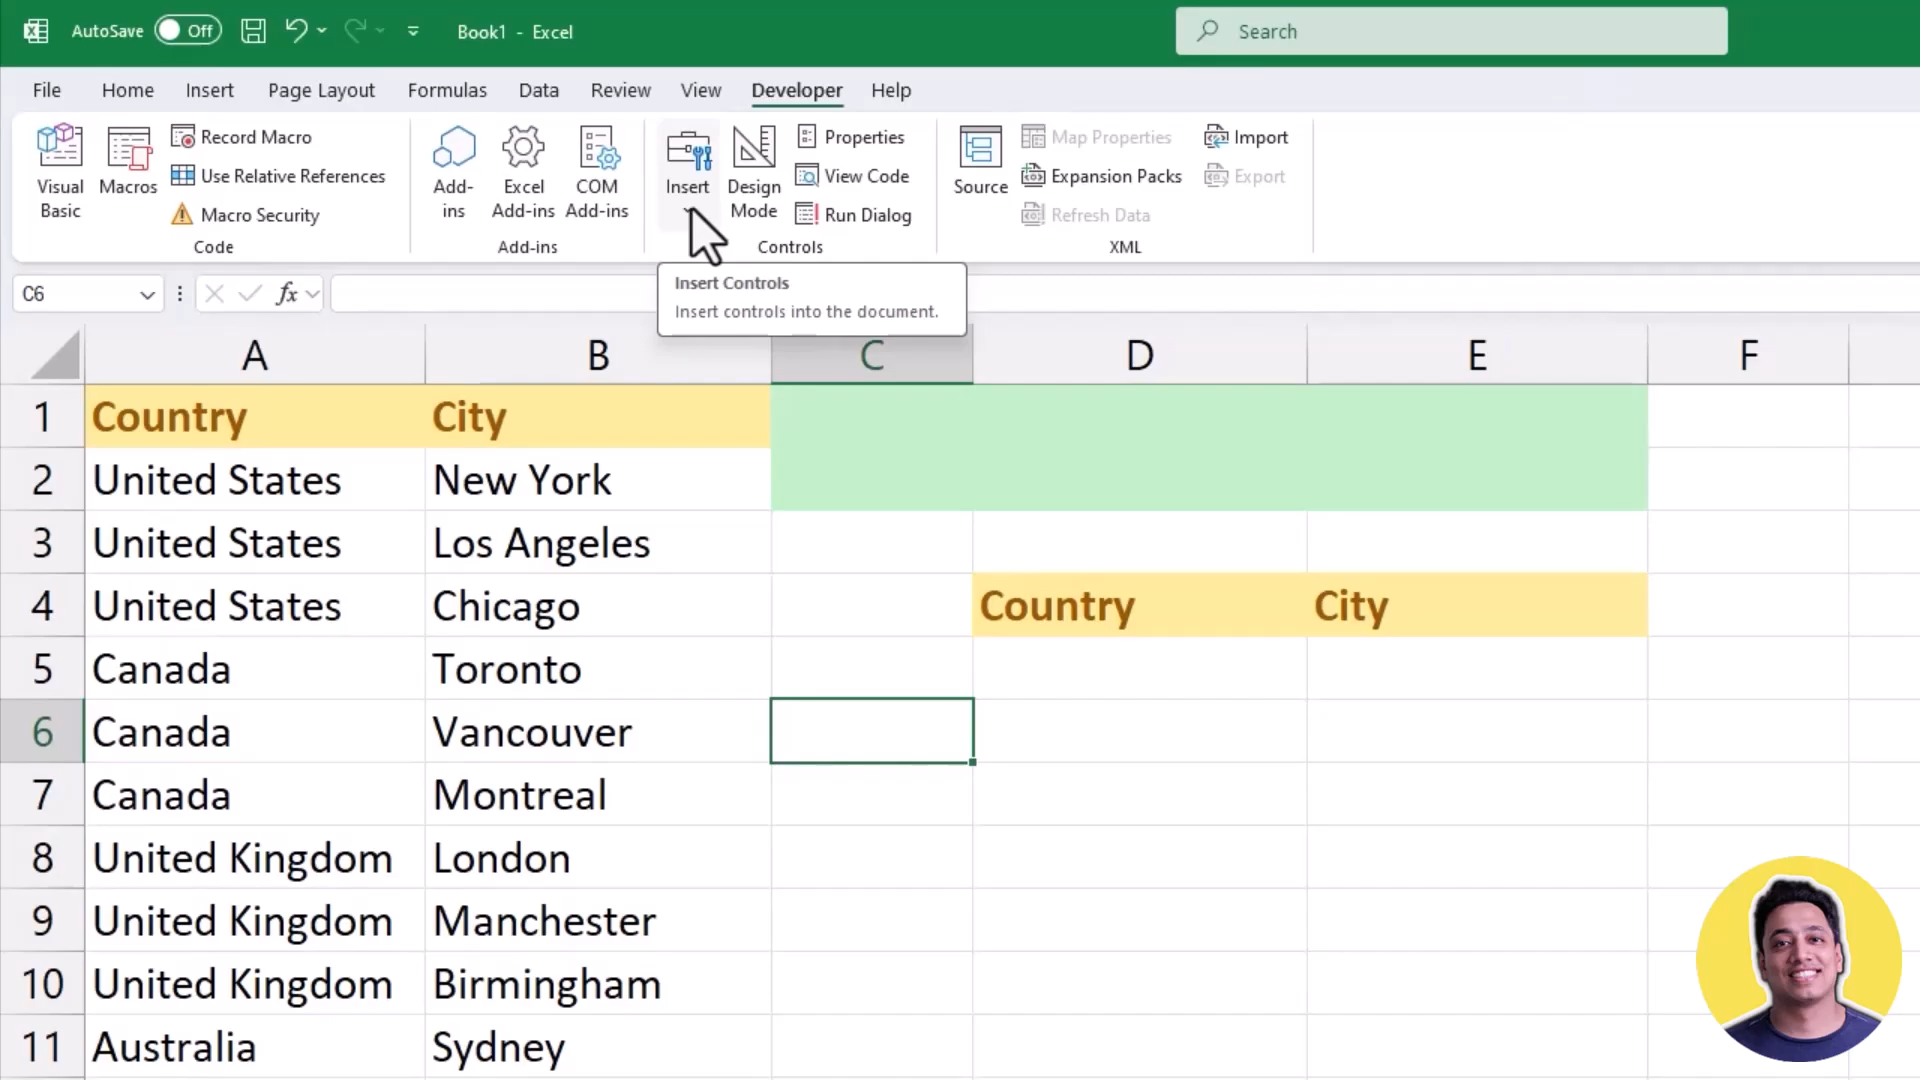 AutoSave Off Book1 - Excel Search
File Home Insert Page Layout Formulas Data Review View Developer Help
Visual Basic
Macros
Record Macro
Use Relative References
Macro Security
Code
Add-ins
Excel Add-ins
COM Add-ins
Add-ins
Insert
Design Mode
Properties
View Code
Run Dialog
Controls
Source
Map Properties
Expansion Packs
Refresh Data
Import
Export
XML
C6 fx
Insert Controls
Insert controls into the document.
A B C D E F
1 Country City
2 United States New York
3 United States Los Angeles
4 United States Chicago Country City
5 Canada Toronto
6 Canada Vancouver
7 Canada Montreal
8 United Kingdom London
9 United Kingdom Manchester
10 United Kingdom Birmingham
11 Australia Sydney